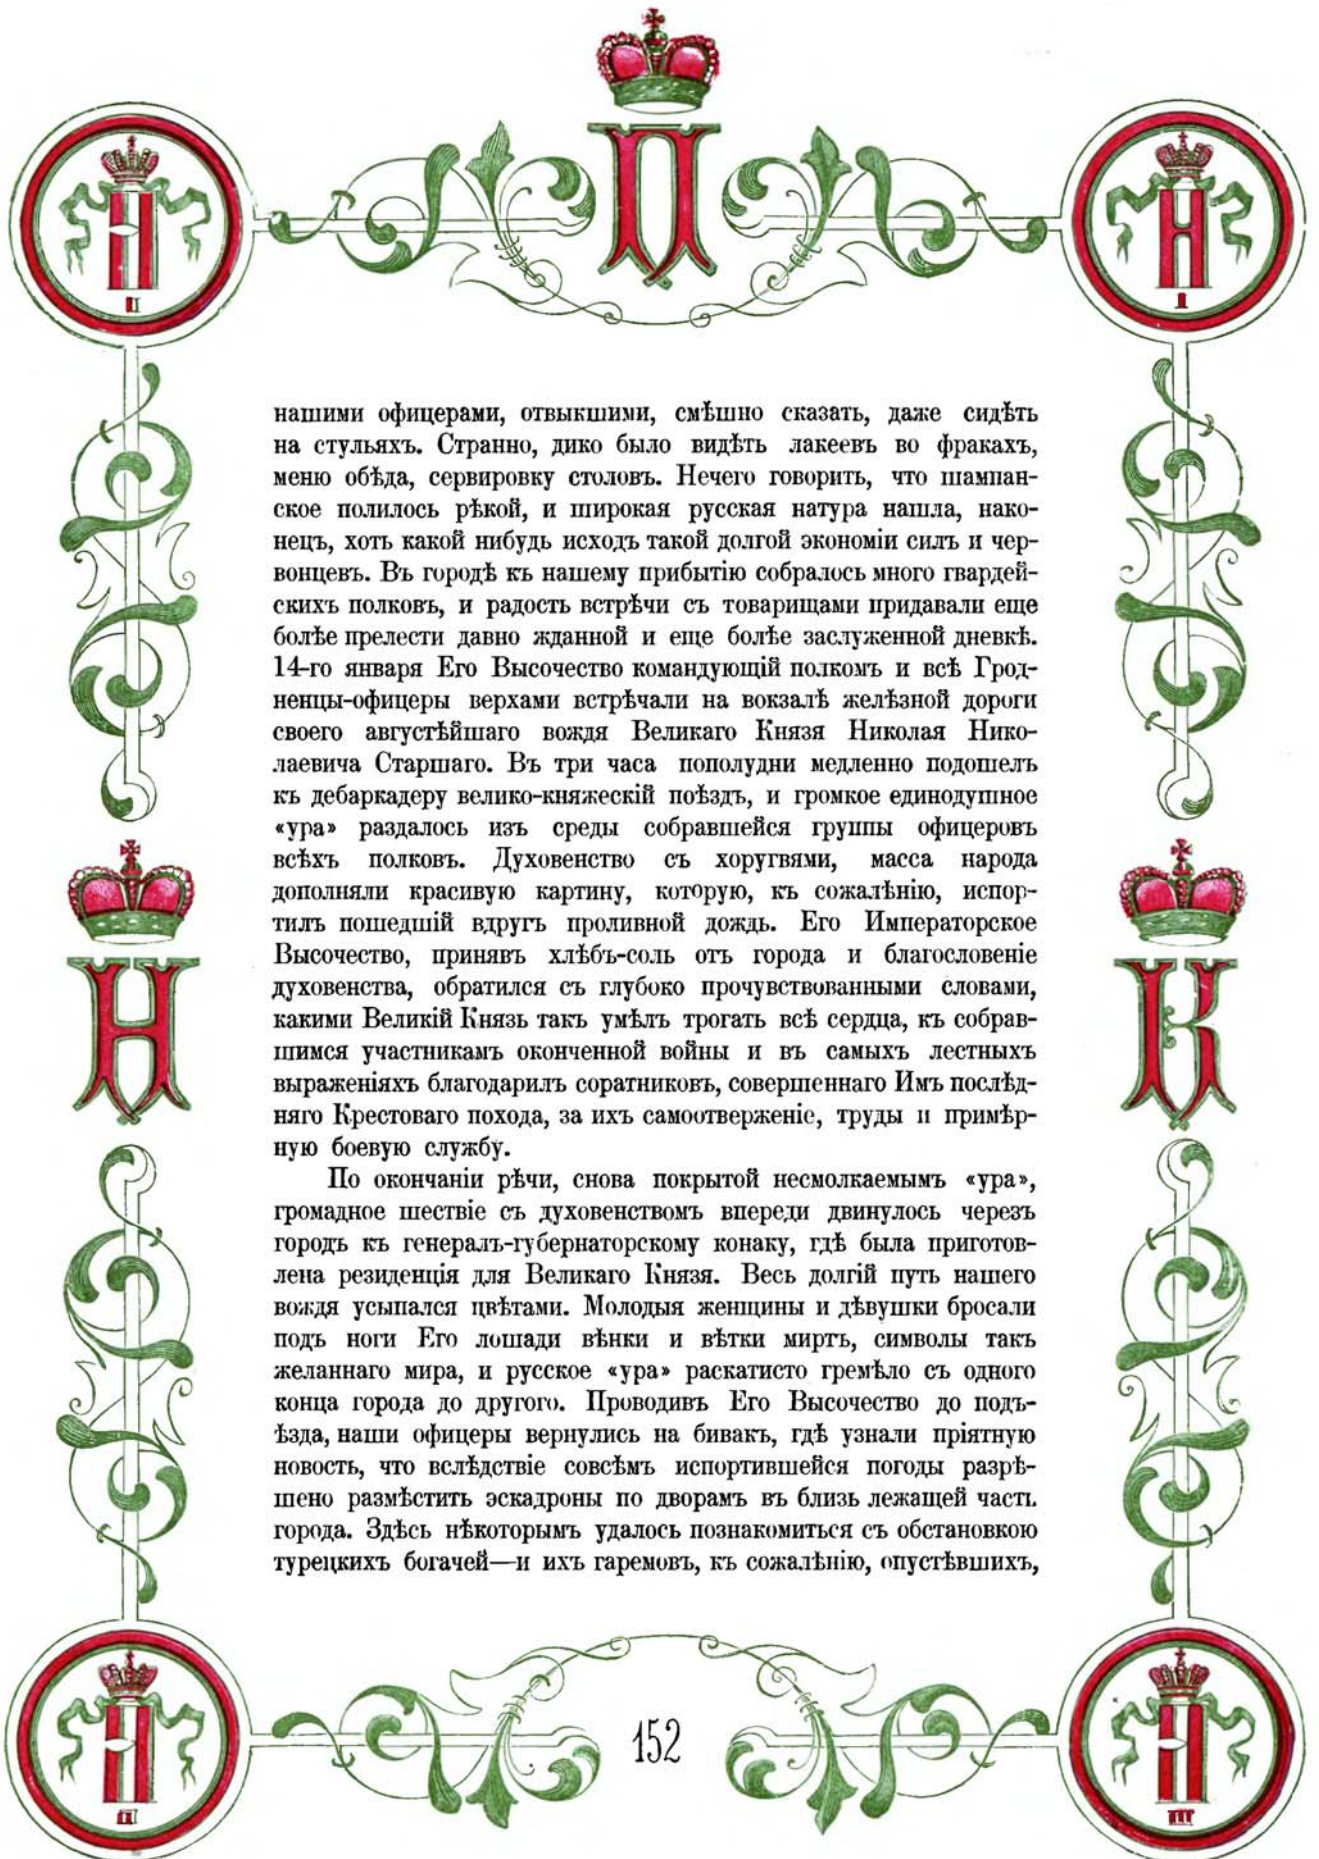 П
II
I
нашими офицерами, отвыкшими, смѣшно сказать, даже сидѣть
на стульяхъ. Странно, дико было видѣть лакеевъ во фракахъ,
меню обѣда, сервировку столовъ. Нечего говорить, что шампан-
ское полилось рѣкой, и широкая русская натура нашла, нако-
нецъ, хоть какой нибудь исходъ такой долгой экономіи силъ и чер-
вонцевъ. Въ городѣ къ нашему прибытію собралось много гвардей-
скихъ полковъ, и радость встрѣчи съ товарищами придавали еще
болѣе прелести давно жданной и еще болѣе заслуженной дневкѣ.
14-го января Его Высочество командующій полкомъ и всѣ Грод-
ненцы-офицеры верхами встрѣчали на вокзалѣ желѣзной дороги
своего августѣйшаго вождя Великаго Князя Николая Нико-
лаевича Старшаго. Въ три часа пополудни медленно подошелъ
къ дебаркадеру велико-княжескій поѣздъ, и громкое единодушное
«ура» раздалось изъ среды собравшейся группы офицеровъ
всѣхъ полковъ. Духовенство съ хоругвями, масса народа
дополняли красивую картину, которую, къ сожалѣнію, испор-
тилъ пошедшій вдругъ проливной дождь. Его Императорское
Высочество, принявъ хлѣбъ-соль отъ города и благословеніе
духовенства, обратился съ глубоко прочувствованными словами,
какими Великій Князь такъ умѣлъ трогать всѣ сердца, къ собрав-
шимся участникамъ оконченной войны и въ самыхъ лестныхъ
выраженіяхъ благодарилъ соратниковъ, совершеннаго Имъ послѣд-
няго Крестоваго похода, за ихъ самоотверженіе, труды и примѣр-
ную боевую службу.
По окончаніи рѣчи, снова покрытой несмолкаемымъ «ура»,
громадное шествіе съ духовенствомъ впереди двинулось черезъ
городъ къ генералъ-губернаторскому конаку, гдѣ была приготов-
лена резиденція для Великаго Князя. Весь долгій путь нашего
вождя усыпался цвѣтами. Молодыя женщины и дѣвушки бросали
подъ ноги Его лошади вѣнки и вѣтки миртъ, символы такъ
желаннаго мира, и русское «ура» раскатисто гремѣло съ одного
конца города до другого. Проводивъ Его Высочество до подъ-
ѣзда, наши офицеры вернулись на бивакъ, гдѣ узнали пріятную
новость, что вслѣдствіе совсѣмъ испортившейся погоды разрѣ-
шено размѣстить эскадроны по дворамъ въ близь лежащей части
города. Здѣсь нѣкоторымъ удалось познакомиться съ обстановкою
турецкихъ богачей—и ихъ гаремовъ, къ сожалѣнію, опустѣвшихъ,
Н
К
III
152